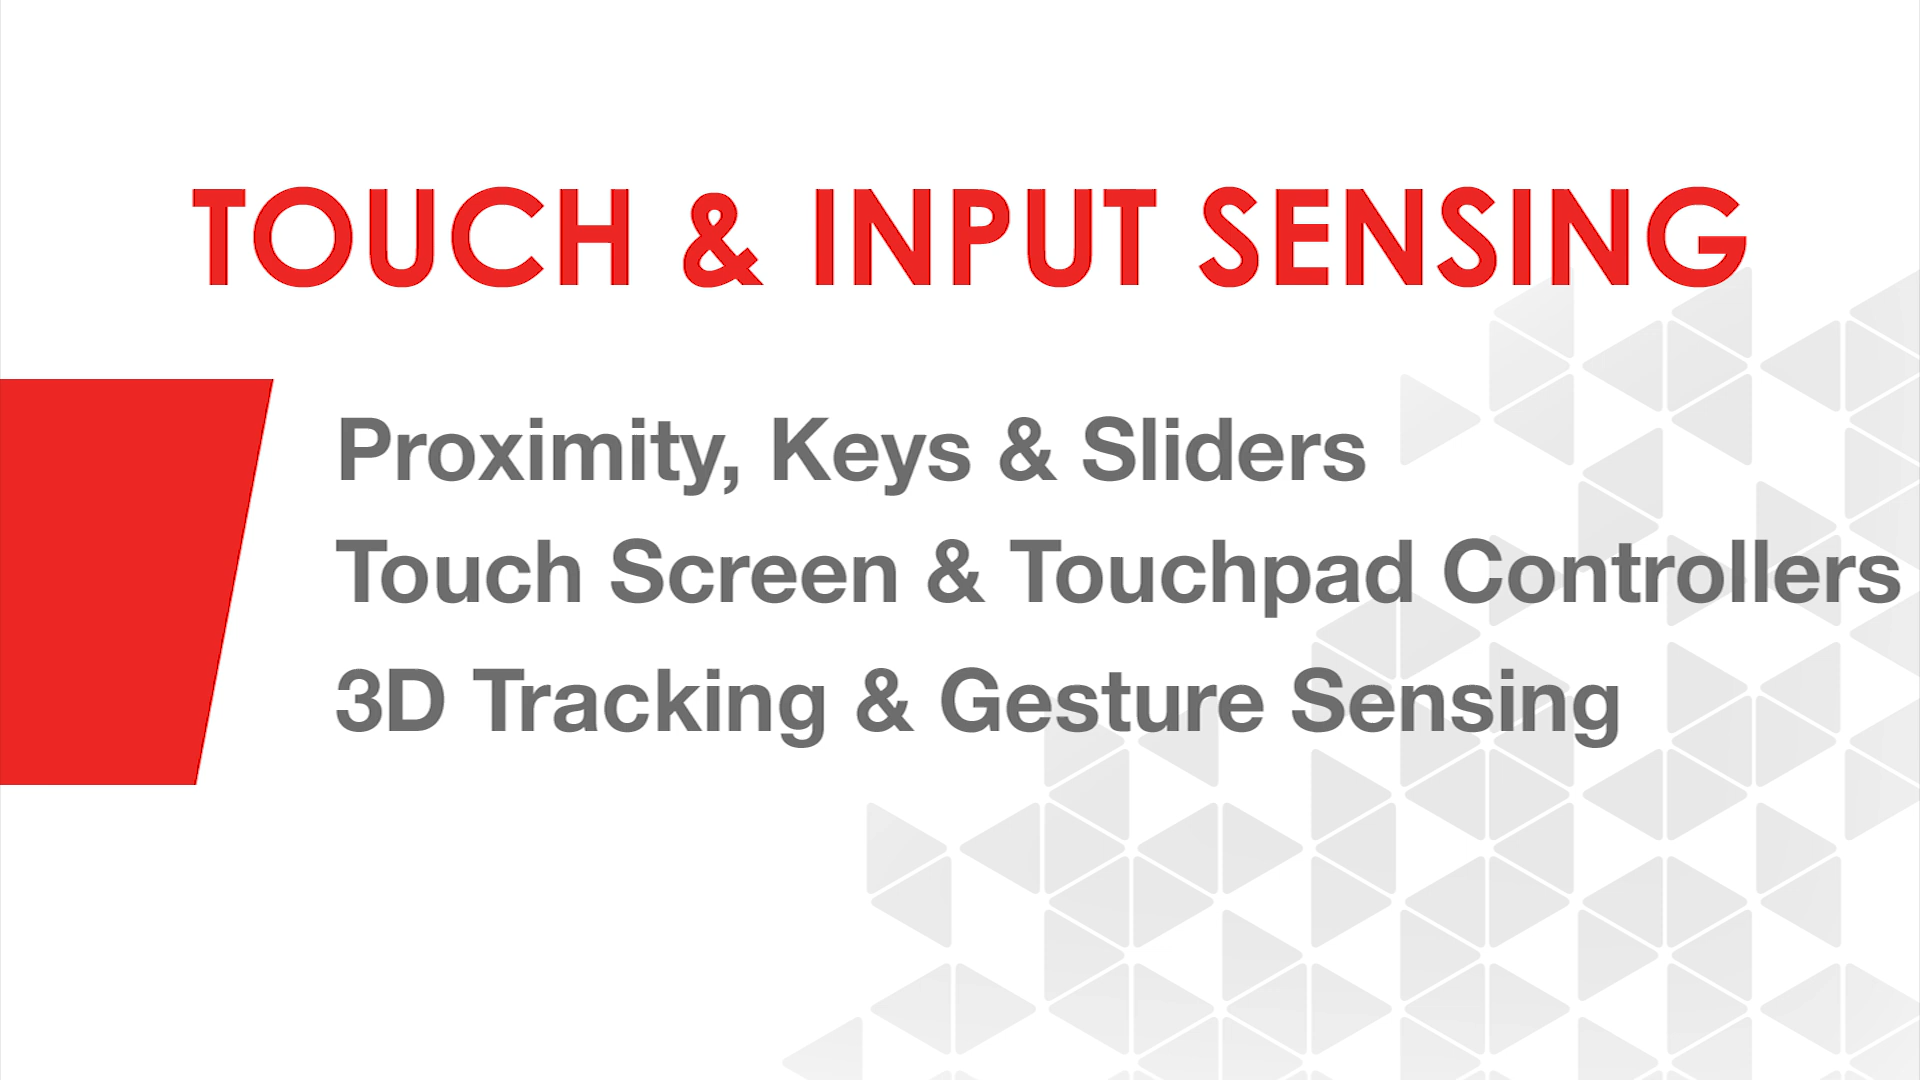 TOUCH & INPUT SENSING
Proximity, Keys & Sliders
Touch Screen & Touchpad Controllers
3D Tracking & Gesture Sensing